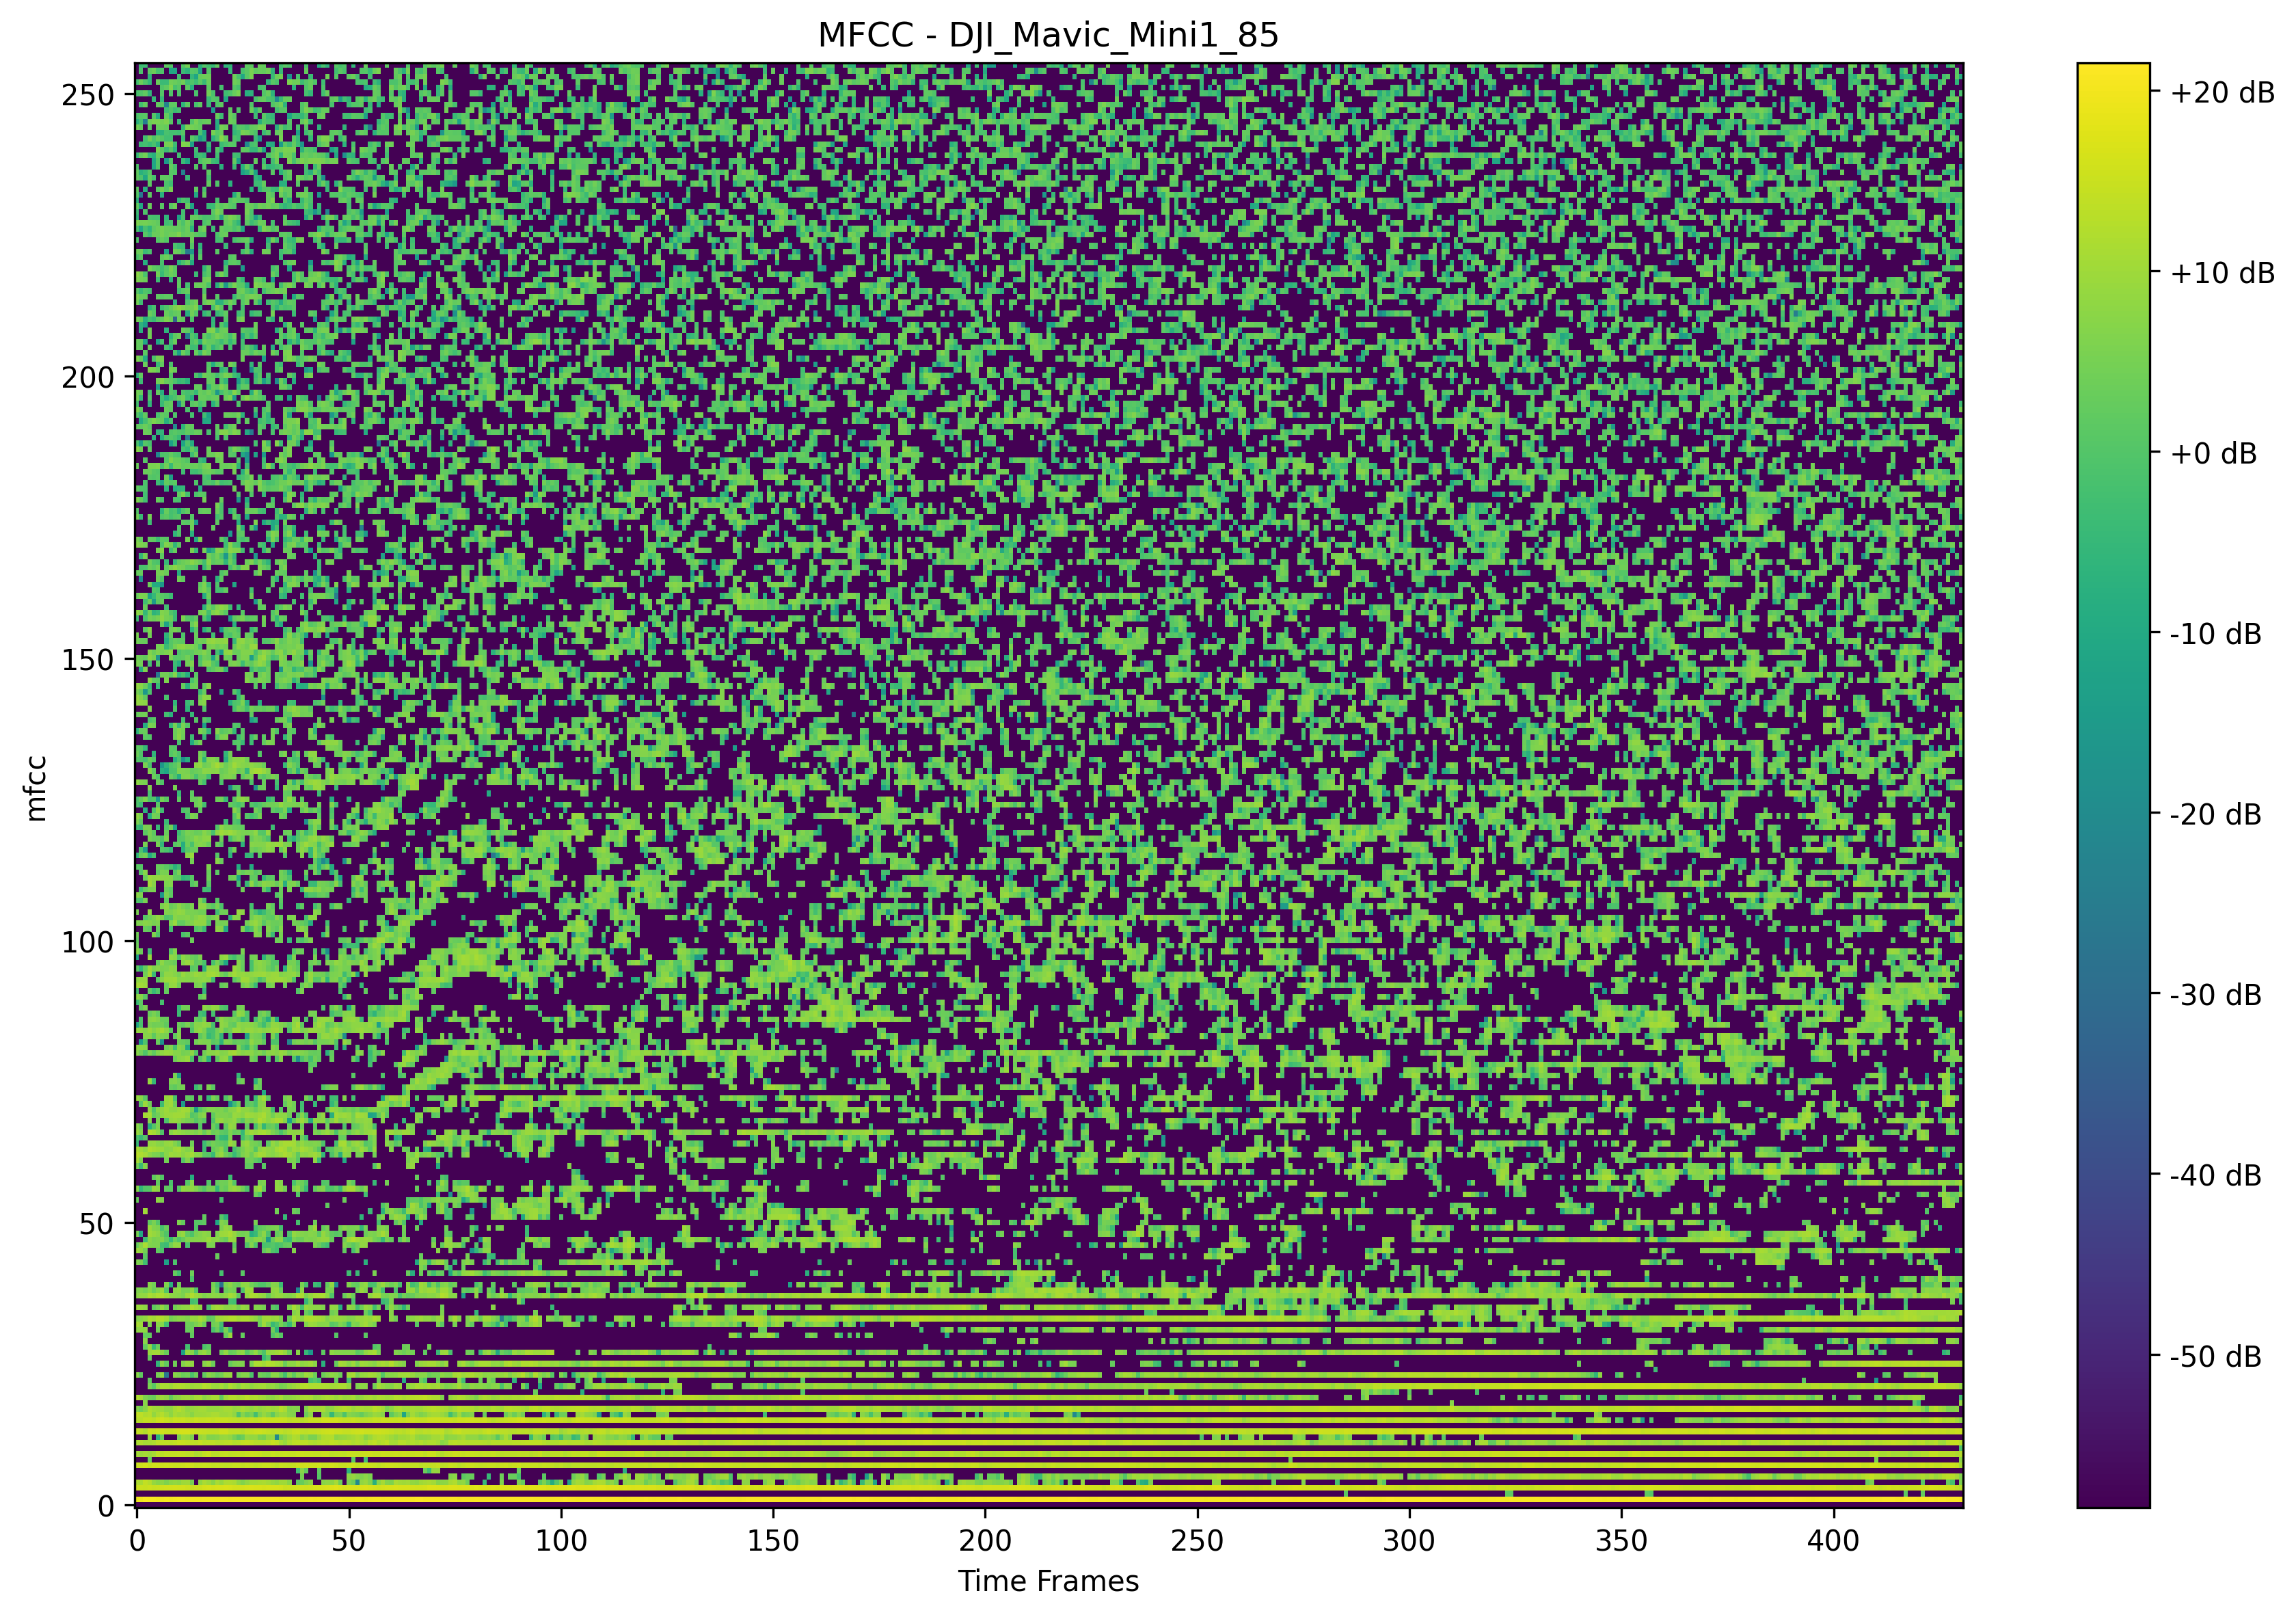 MFCC - DJI_Mavic_Mini1_85
250
200
150
100
50
0
mfcc
0 50 100 150 200 250 300 350 400
Time Frames
+20 dB
+10 dB
+0 dB
-10 dB
-20 dB
-30 dB
-40 dB
-50 dB